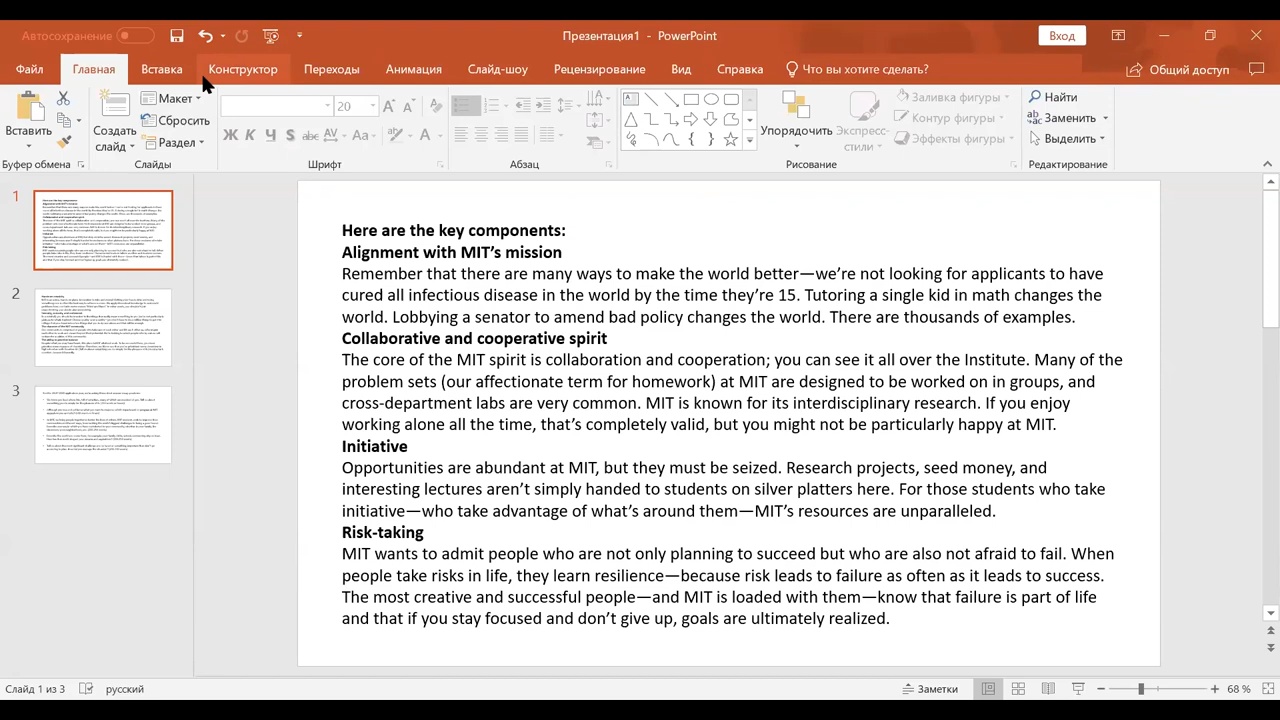 Автосохранение
Презентация1 - PowerPoint
Вход
Файл
Главная
Вставка
Конструктор
Переходы
Анимация
Слайд-шоу
Рецензирование
Вид
Справка
Что вы хотите сделать?
Общий доступ
Вставить
Буфер обмена
Создать
слайд
Макет
Сбросить
Раздел
Слайды
20
Ж К Ч S abc AV Aa A
Шрифт
Абзац
Упорядочить
Экспресс-
стили
Заливка фигуры
Контур фигуры
Эффекты фигуры
Рисование
Найти
Заменить
Выделить
Редактирование
1
2
3
Here are the key components:
Alignment with MIT’s mission
Remember that there are many ways to make the world better—we’re not looking for applicants to have
cured all infectious disease in the world by the time they’re 15. Tutoring a single kid in math changes the
world. Lobbying a senator to amend bad policy changes the world. There are thousands of examples.
Collaborative and cooperative spirit
The core of the MIT spirit is collaboration and cooperation; you can see it all over the Institute. Many of the
problem sets (our affectionate term for homework) at MIT are designed to be worked on in groups, and
cross-department labs are very common. MIT is known for its interdisciplinary research. If you enjoy
working alone all the time, that’s completely valid, but you might not be particularly happy at MIT.
Initiative
Opportunities are abundant at MIT, but they must be seized. Research projects, seed money, and
interesting lectures aren’t simply handed to students on silver platters here. For those students who take
initiative—who take advantage of what’s around them—MIT’s resources are unparalleled.
Risk-taking
MIT wants to admit people who are not only planning to succeed but who are also not afraid to fail. When
people take risks in life, they learn resilience—because risk leads to failure as often as it leads to success.
The most creative and successful people—and MIT is loaded with them—know that failure is part of life
and that if you stay focused and don’t give up, goals are ultimately realized.
Слайд 1 из 3
русский
Заметки
68 %